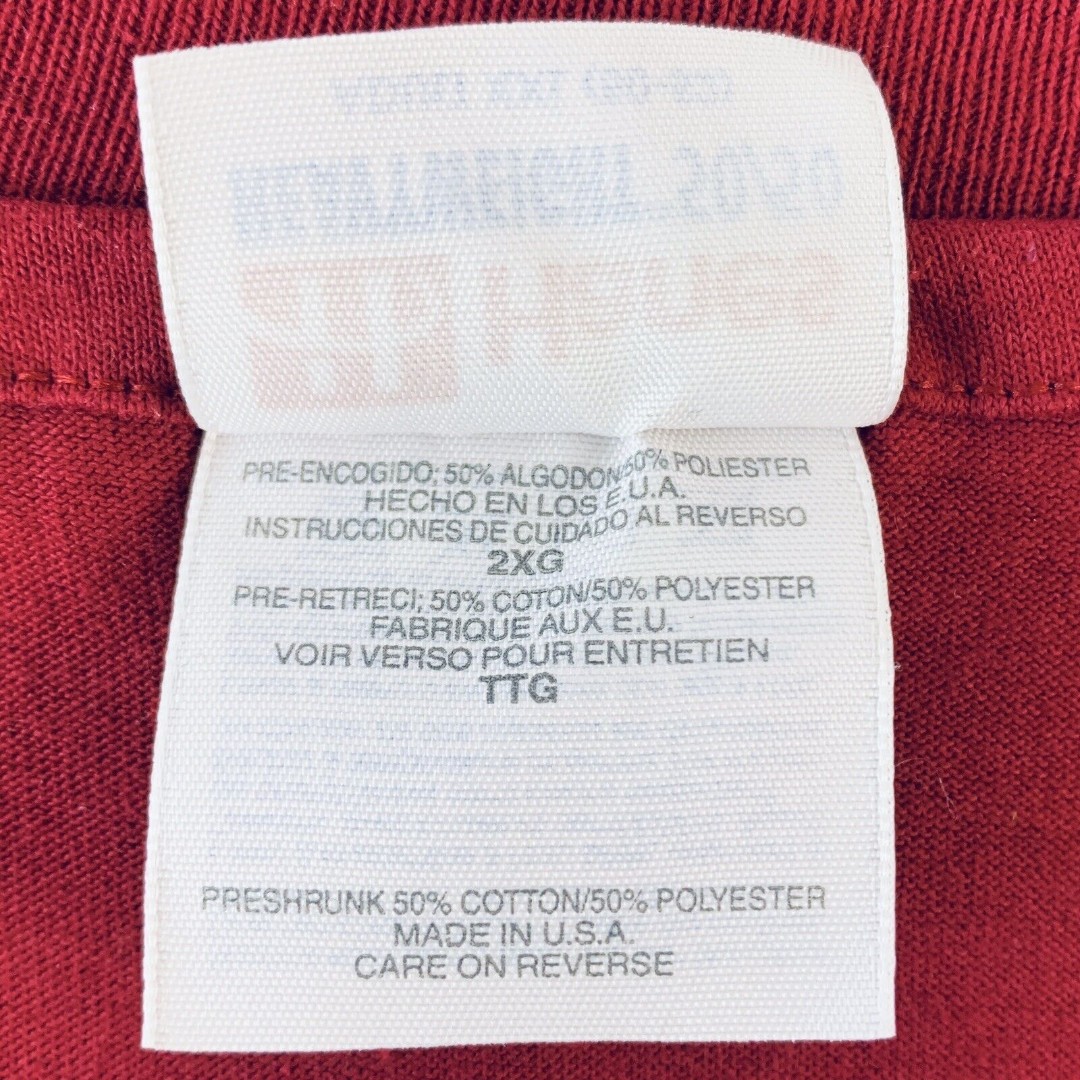 PRE-ENCOGIDO; 50% ALGODON/50% POLIESTER
HECHO EN LOS E.U.A.
INSTRUCCIONES DE CUIDADO AL REVERSO
2XG
PRE-RETRECI; 50% COTON/50% POLYESTER
FABRIQUE AUX E.U.
VOIR VERSO POUR ENTRETIEN
TTG
PRESHRUNK 50% COTTON/50% POLYESTER
MADE IN U.S.A.
CARE ON REVERSE